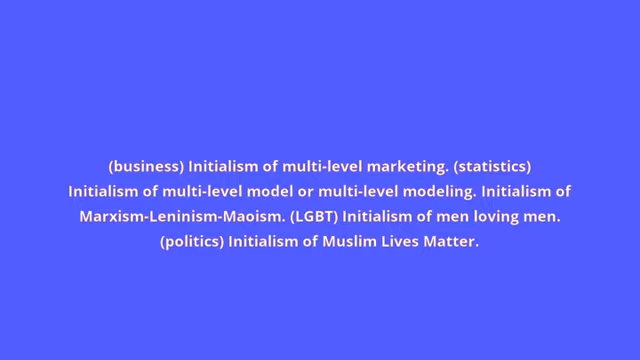 (business) Initialism of multi-level marketing. (statistics)
Initialism of multi-level model or multi-level modeling. Initialism of
Marxism-Leninism-Maoism. (LGBT) Initialism of men loving men.
(politics) Initialism of Muslim Lives Matter.